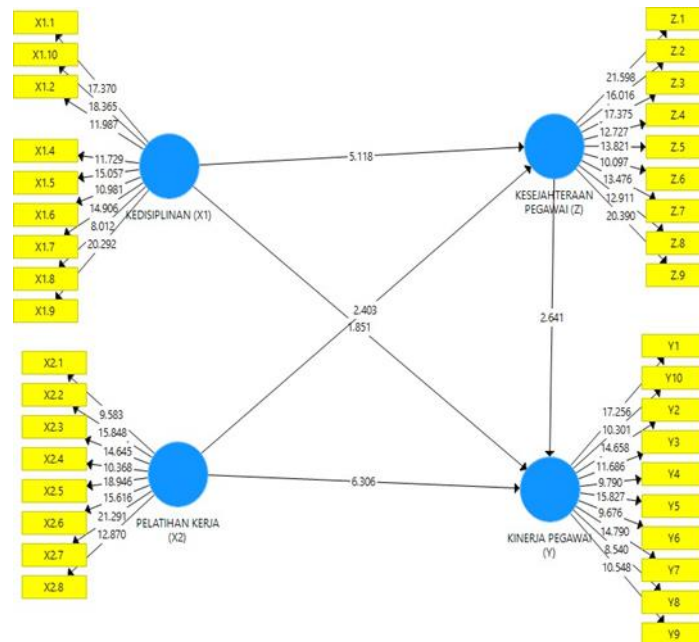 X1.1
X1.10
X1.2
X1.4
X1.5
X1.6
X1.7
X1.8
X1.9
17.370
18.365
11.987
11.729
15.057
10.981
14.906
8.012
20.292
KEDISIPLINAN (X1)
5.118
Z.1
Z.2
Z.3
Z.4
Z.5
Z.6
Z.7
Z.8
Z.9
21.598
16.016
17.375
12.727
13.821
10.097
13.476
12.911
20.390
KESEJAHTERAAN
PEGAWAI (Z)
2.403
1.851
2.641
X2.1
X2.2
X2.3
X2.4
X2.5
X2.6
X2.7
X2.8
9.583
15.848
14.645
10.368
18.946
15.616
21.291
12.870
PELATIHAN KERJA
(X2)
6.306
Y1
Y10
Y2
Y3
Y4
Y5
Y6
Y7
Y8
Y9
17.256
10.301
14.658
11.686
9.790
15.827
9.676
14.790
8.540
10.548
KINERJA PEGAWAI
(Y)